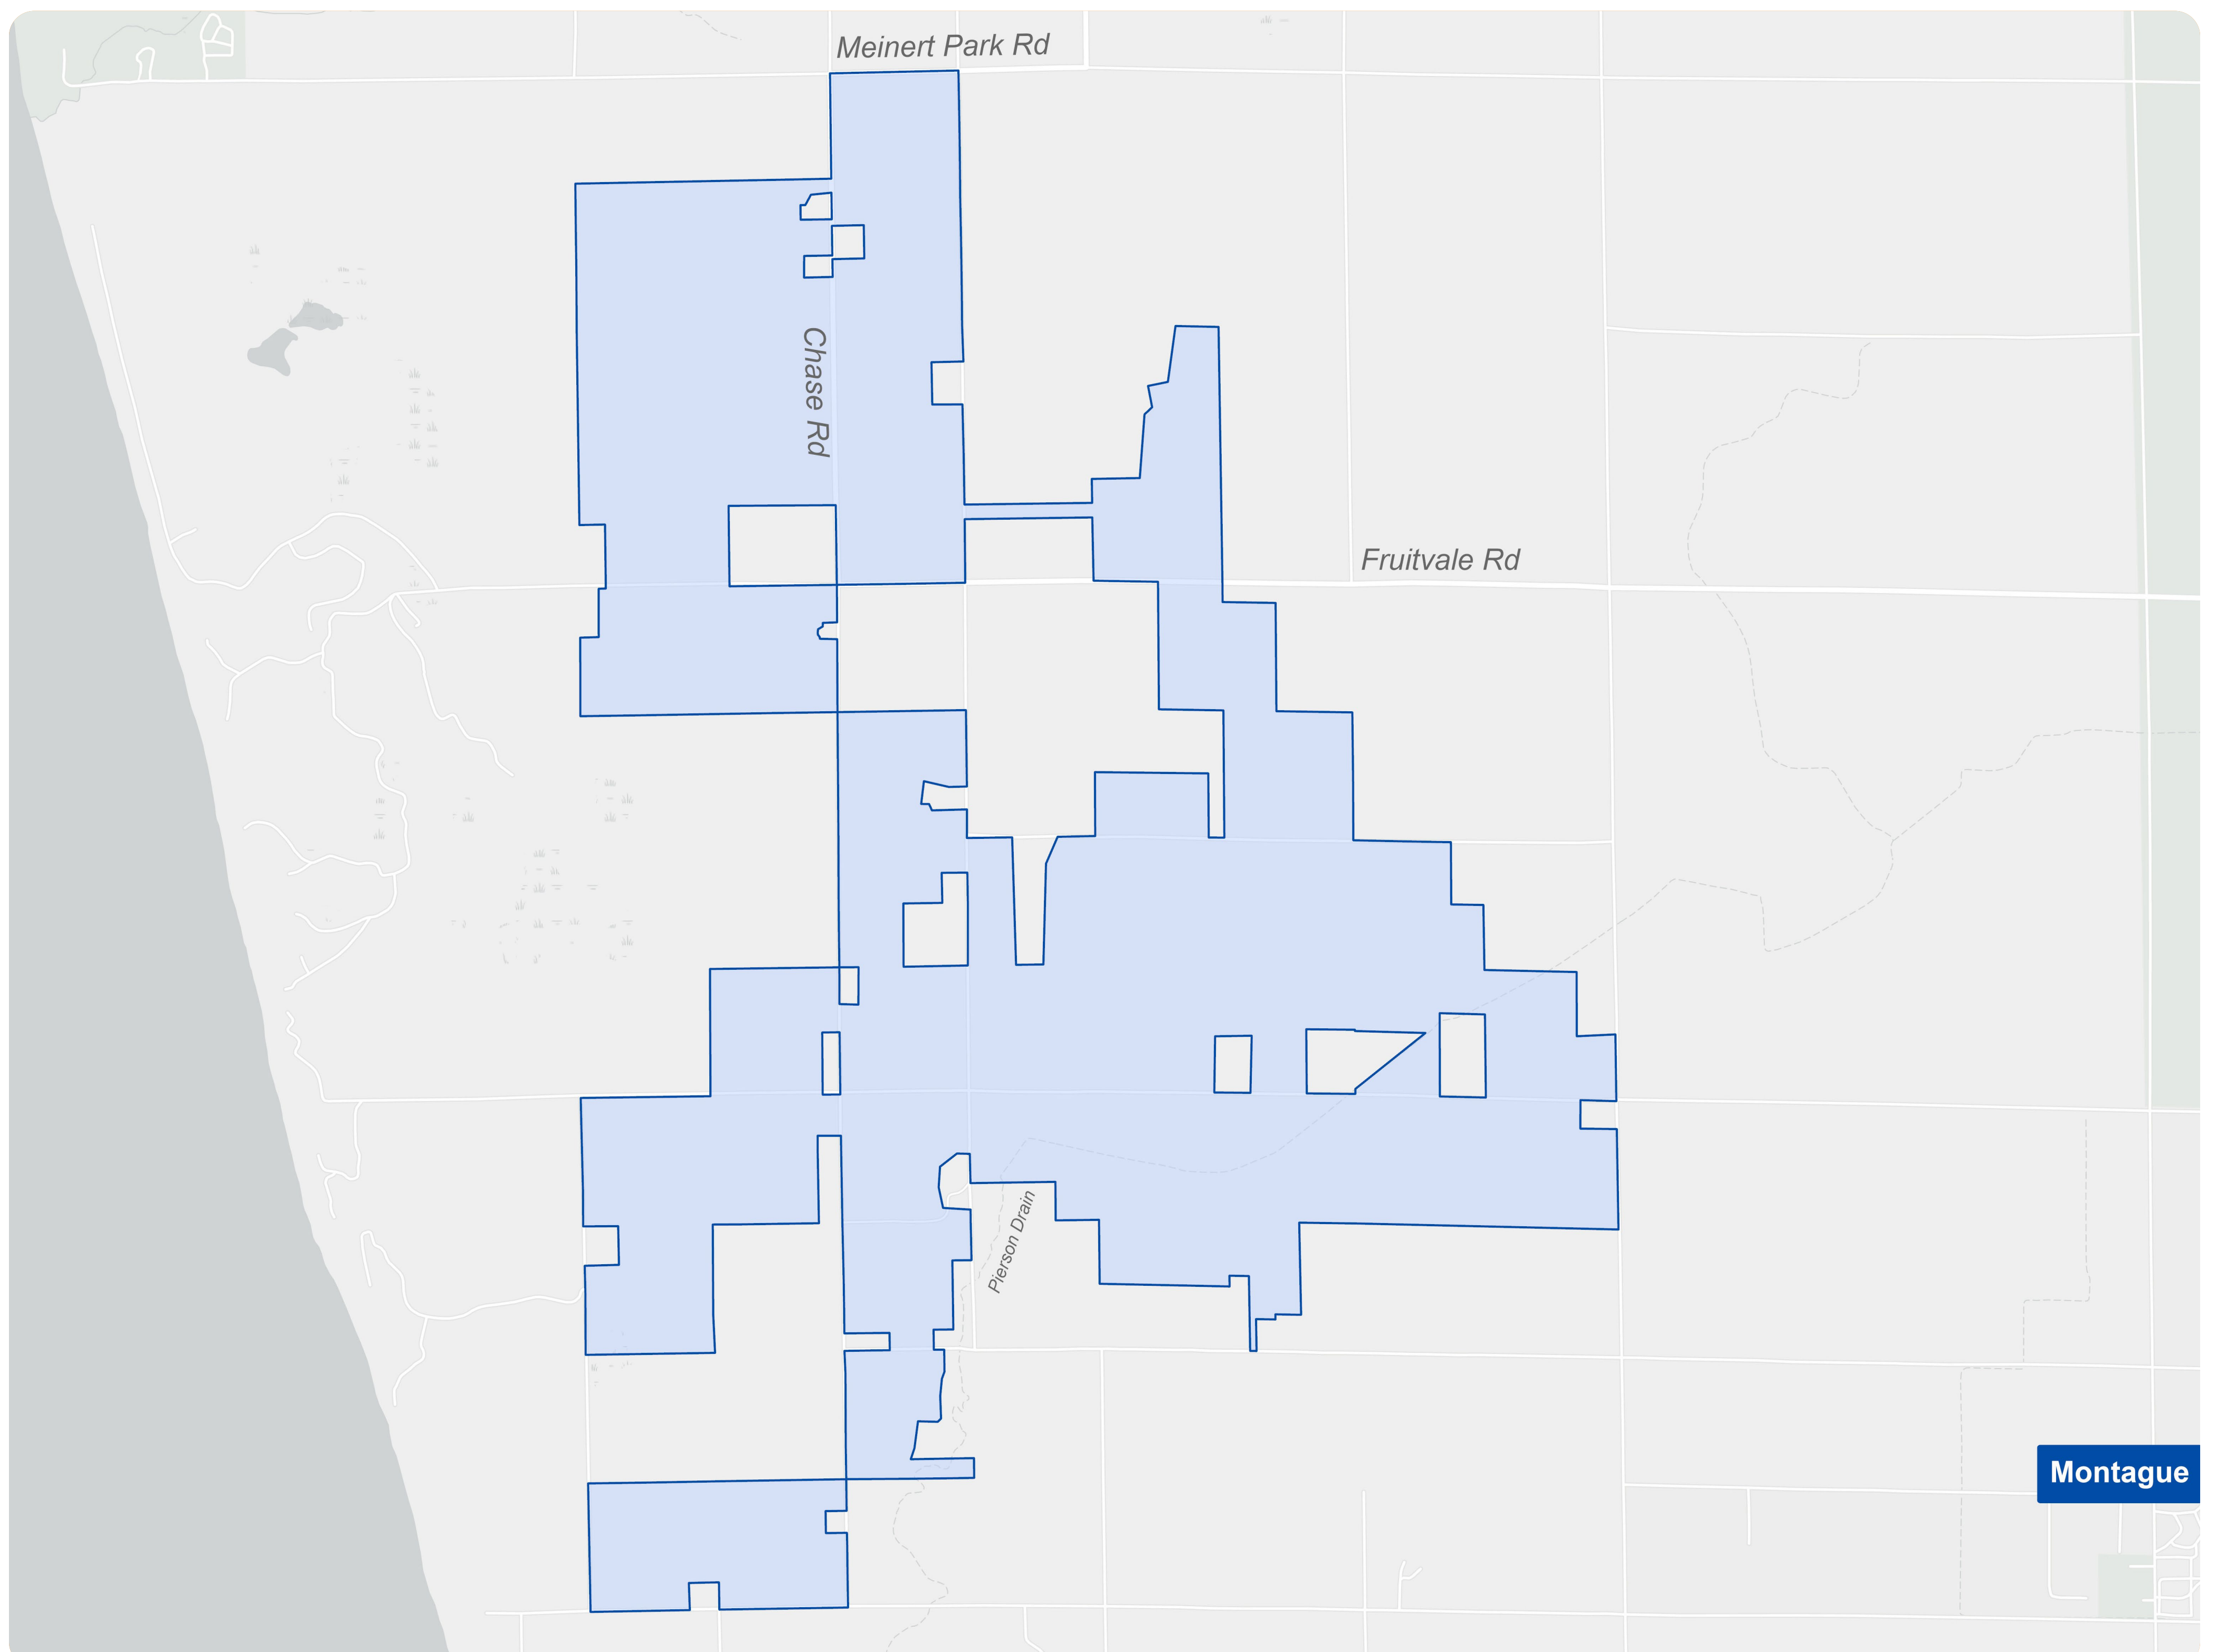 Meinert Park Rd
Chase Rd
Fruitvale Rd
Pierson Drain
Montague